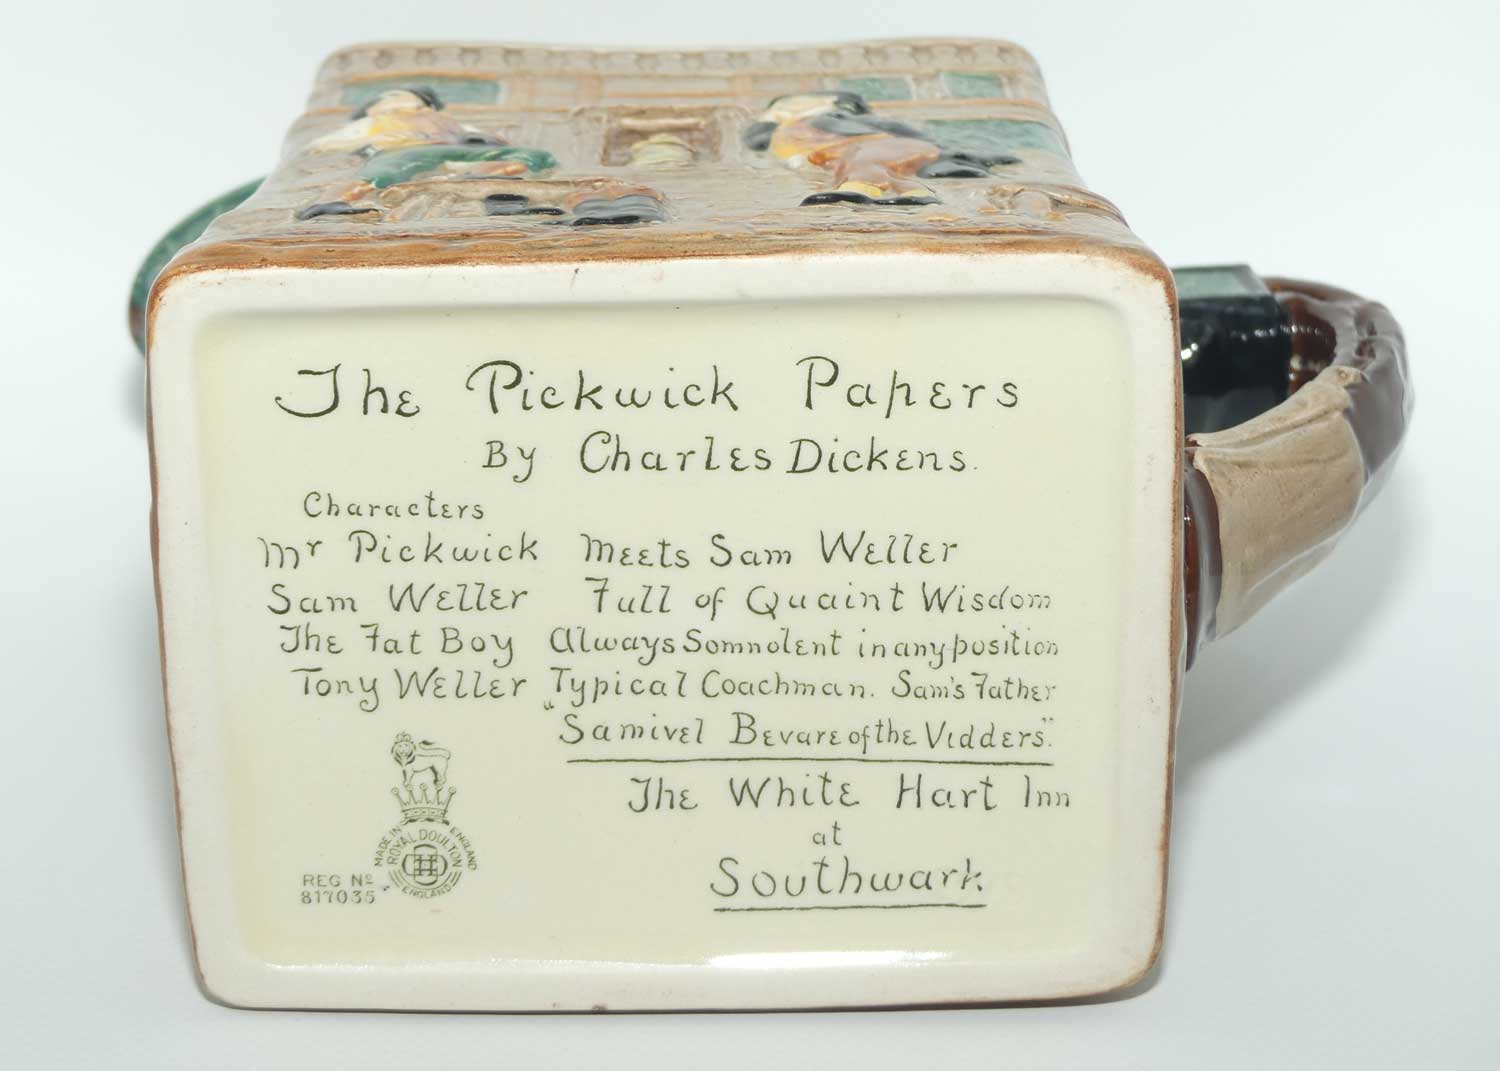 The Pickwick Papers
By Charles Dickens.
Characters
Mr Pickwick Meets Sam Weller
Sam Weller Full of Quaint Wisdom
The Fat Boy Always Somnolent in any position
Tony Weller Typical Coachman. Sam's Father
"Samivel Bevare of the Vidders".
The White Hart Inn
at
Southwark
MADE IN ENGLAND
ROYAL DOULTON
ENGLAND
REG No
817035